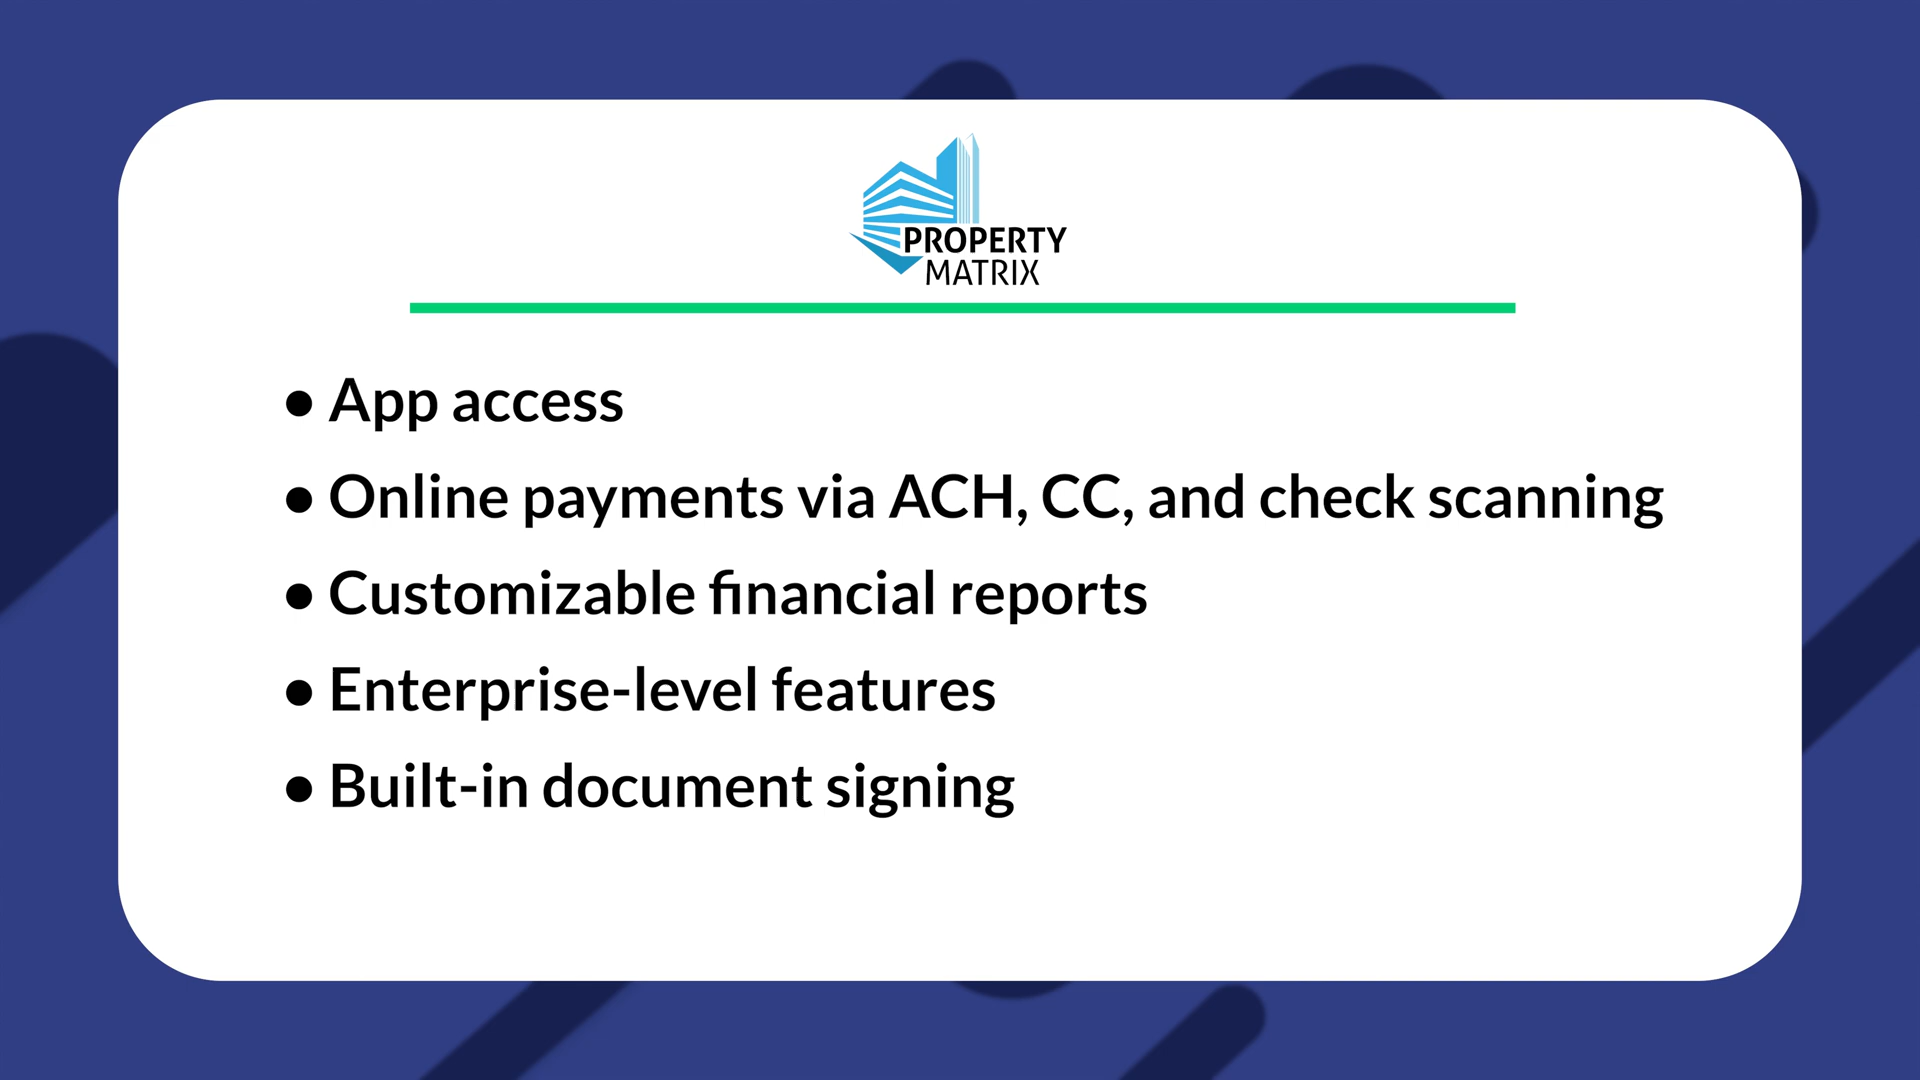 PROPERTY
MATRIX
● App access
● Online payments via ACH, CC, and check scanning
● Customizable financial reports
● Enterprise-level features
● Built-in document signing